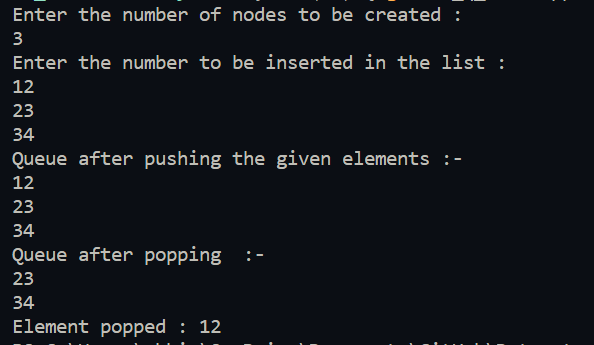 Enter the number of nodes to be created :
3
Enter the number to be inserted in the list :
12
23
34
Queue after pushing the given elements :-
12
23
34
Queue after popping  :-
23
34
Element popped : 12